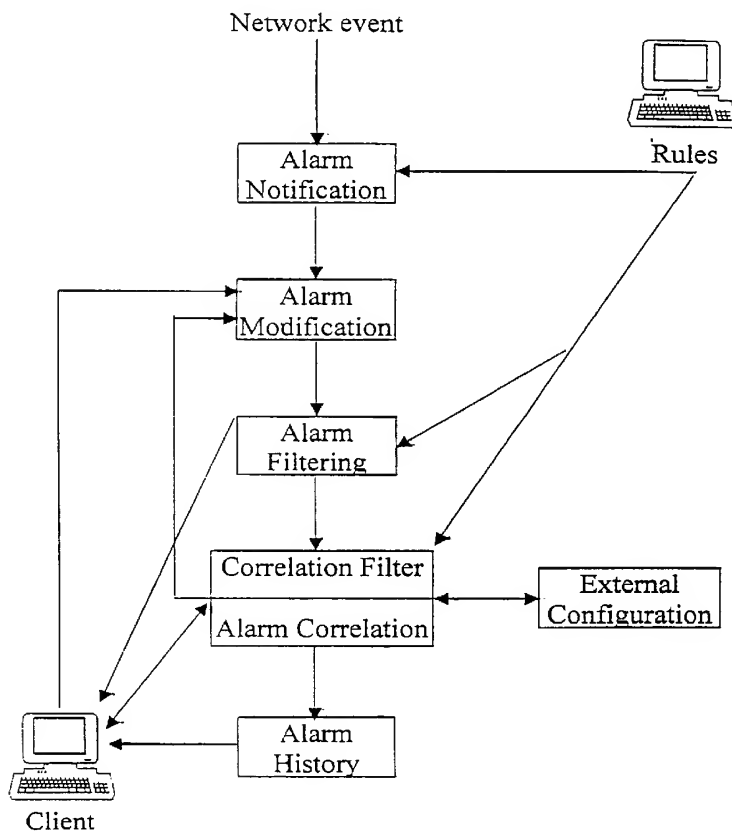 Network event
Rules
Alarm
Notification
Alarm
Modification
Alarm
Filtering
Correlation Filter
Alarm Correlation
External
Configuration
Alarm
History
Client